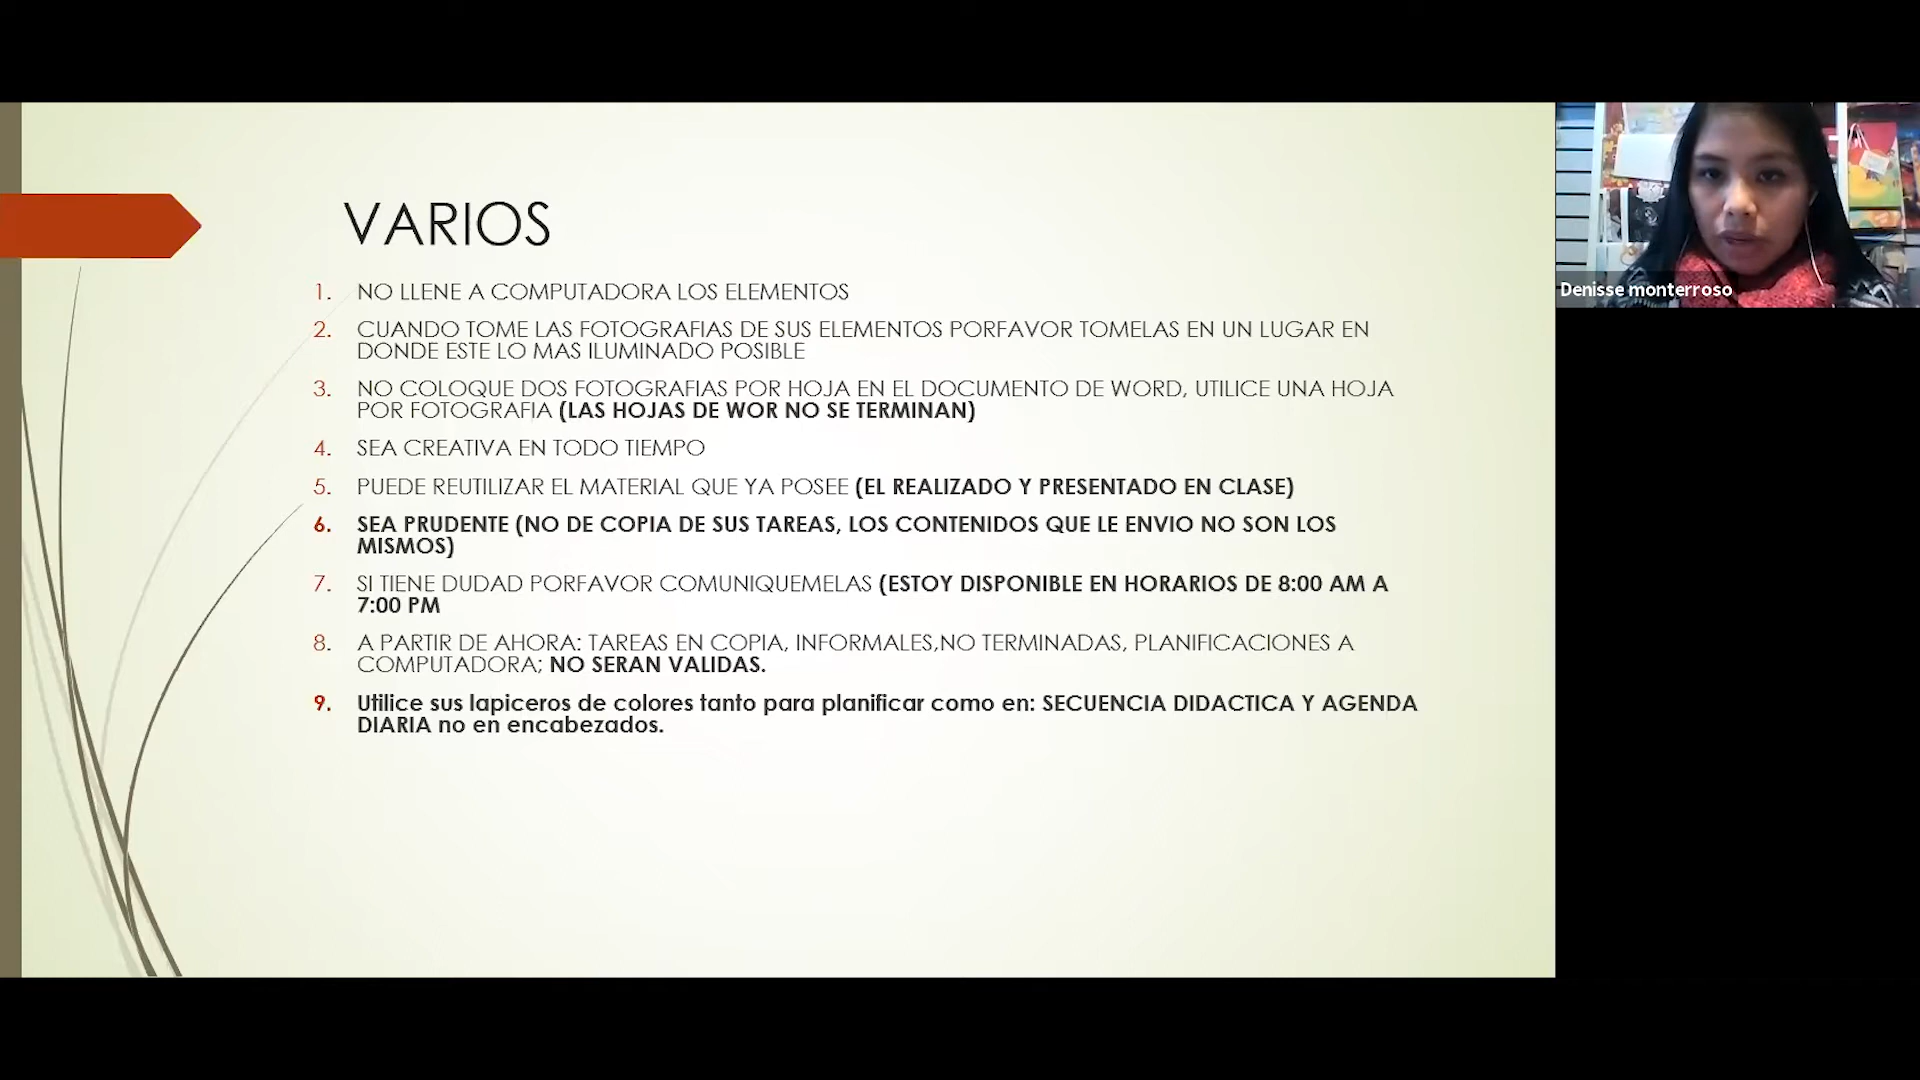 VARIOS
1. NO LLENE A COMPUTADORA LOS ELEMENTOS
2. CUANDO TOME LAS FOTOGRAFIAS DE SUS ELEMENTOS PORFAVOR TOMELAS EN UN LUGAR EN
DONDE ESTE LO MAS ILUMINADO POSIBLE
3. NO COLOQUE DOS FOTOGRAFIAS POR HOJA EN EL DOCUMENTO DE WORD, UTILICE UNA HOJA
POR FOTOGRAFIA (LAS HOJAS DE WOR NO SE TERMINAN)
4. SEA CREATIVA EN TODO TIEMPO
5. PUEDE REUTILIZAR EL MATERIAL QUE YA POSEE (EL REALIZADO Y PRESENTADO EN CLASE)
6. SEA PRUDENTE (NO DE COPIA DE SUS TAREAS, LOS CONTENIDOS QUE LE ENVIO NO SON LOS
MISMOS)
7. SI TIENE DUDAD PORFAVOR COMUNIQUEMELAS (ESTOY DISPONIBLE EN HORARIOS DE 8:00 AM A
7:00 PM
8. A PARTIR DE AHORA: TAREAS EN COPIA, INFORMALES,NO TERMINADAS, PLANIFICACIONES A
COMPUTADORA; NO SERAN VALIDAS.
9. Utilice sus lapiceros de colores tanto para planificar como en: SECUENCIA DIDACTICA Y AGENDA
DIARIA no en encabezados.
Denisse monterroso